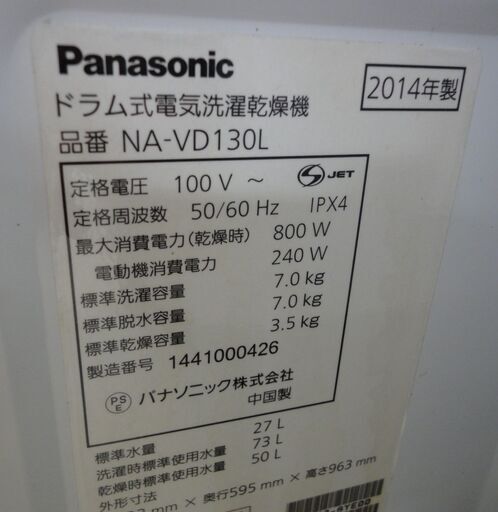 Panasonic
2014年製
ドラム式電気洗濯乾燥機
品番 NA-VD130L
定格電圧 100 V ～ S JET
定格周波数 50/60 Hz IPX4
最大消費電力(乾燥時) 800 W
電動機消費電力 240 W
標準洗濯容量 7.0 kg
標準脱水容量 7.0 kg
標準乾燥容量 3.5 kg
製造番号 1441000426
PS E パナソニック株式会社
中国製
標準水量 27 L
洗濯時標準使用水量 73 L
乾燥時標準使用水量 50 L
外形寸法
mm × 奥行595 mm × 高さ963 mm